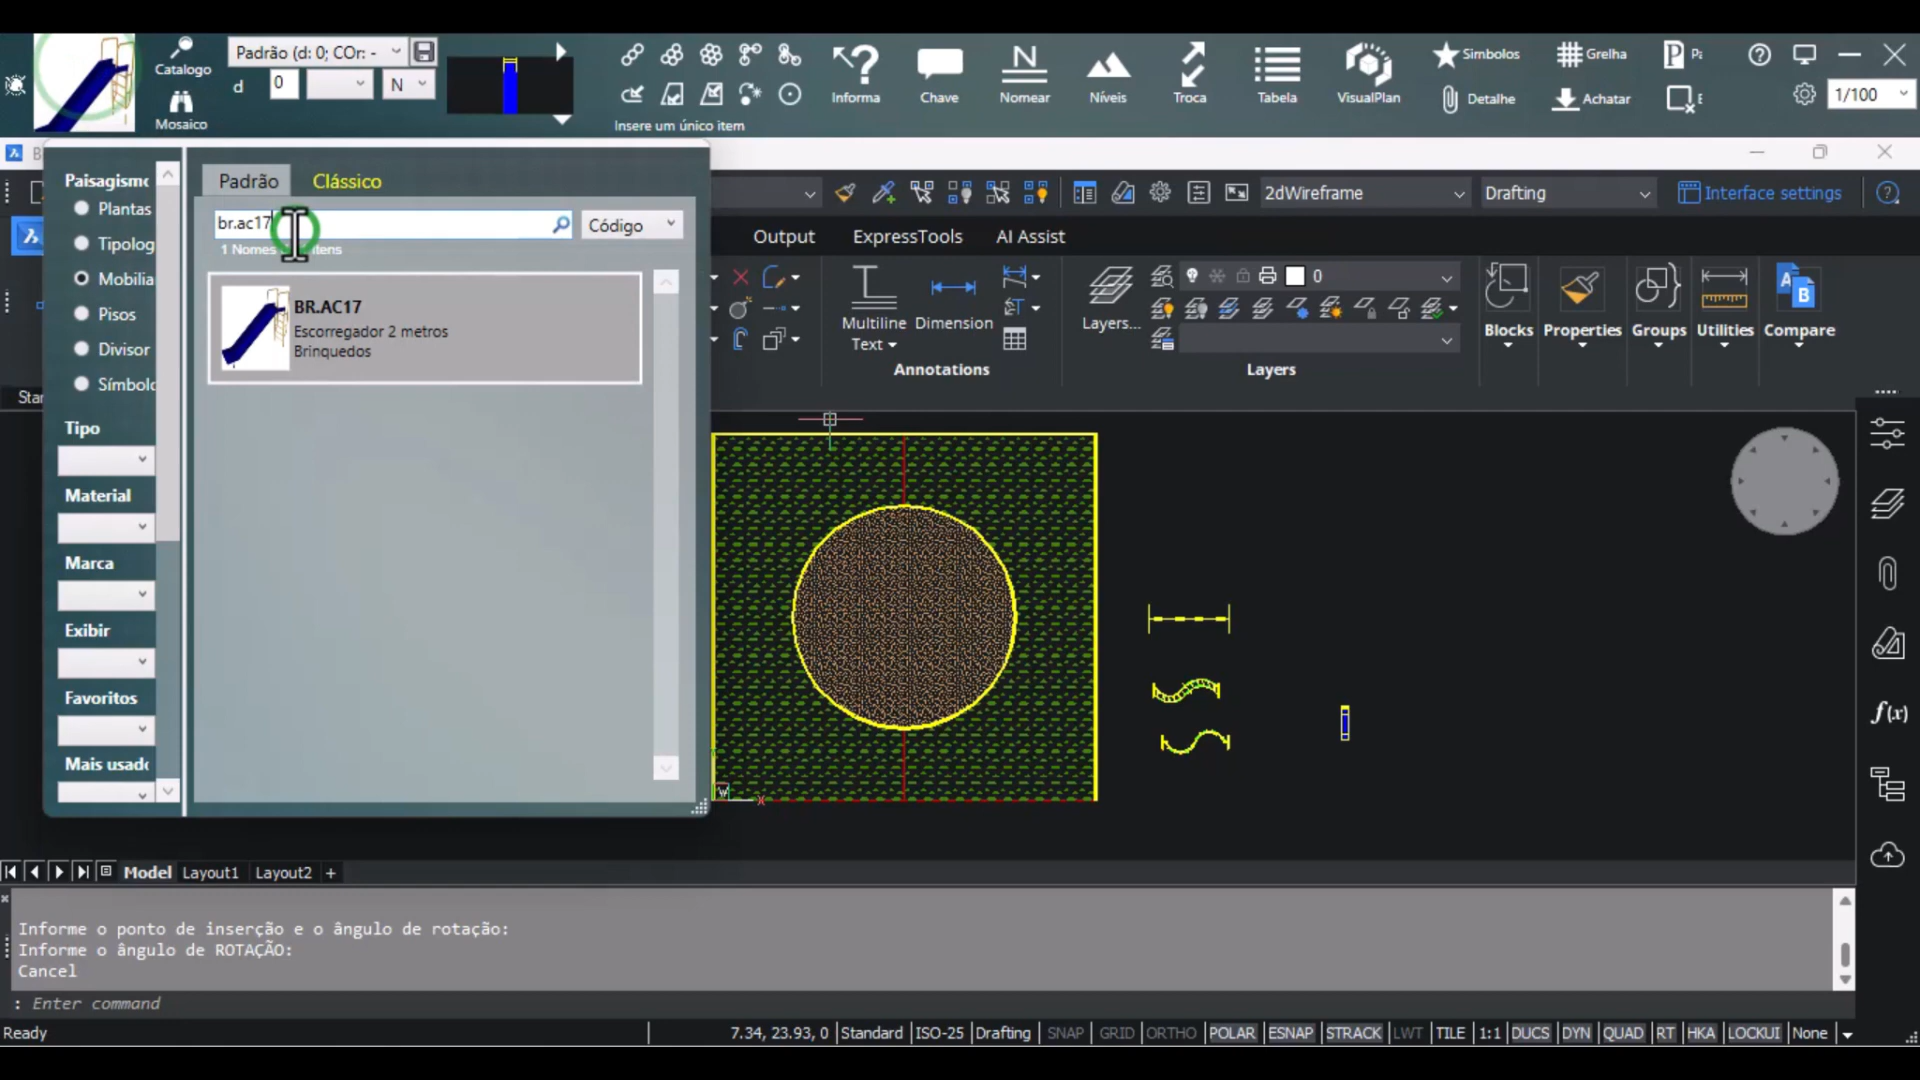 Catalogo
Mosaico
Padrão (d: 0; COr: -
d
0
N
Insere um único item
Informa
Chave
Nomear
Níveis
Troca
Tabela
VisualPlan
Simbolos
Detalhe
Grelha
Achatar
1/100
Paisagismo
Plantas
Tipolog
Mobilia
Pisos
Divisor
Símbolo
Tipo
Material
Marca
Exibir
Favoritos
Mais usado
Padrão
Clássico
br.ac17
Código
1 Nomes
itens
BR.AC17
Escorregador 2 metros
Brinquedos
2dWireframe
Drafting
Interface settings
Output
ExpressTools
AI Assist
Multiline
Text
Dimension
Annotations
Layers...
0
Layers
Blocks
Properties
Groups
Utilities
Compare
Star
W
X
Model
Layout1
Layout2
+
Informe o ponto de inserção e o ângulo de rotação:
Informe o ângulo de ROTAÇÃO:
Cancel
: Enter command
Ready
7.34, 23.93, 0
Standard
ISO-25
Drafting
SNAP
GRID
ORTHO
POLAR
ESNAP
STRACK
LWT
TILE
1:1
DUCS
DYN
QUAD
RT
HKA
LOCKUI
None